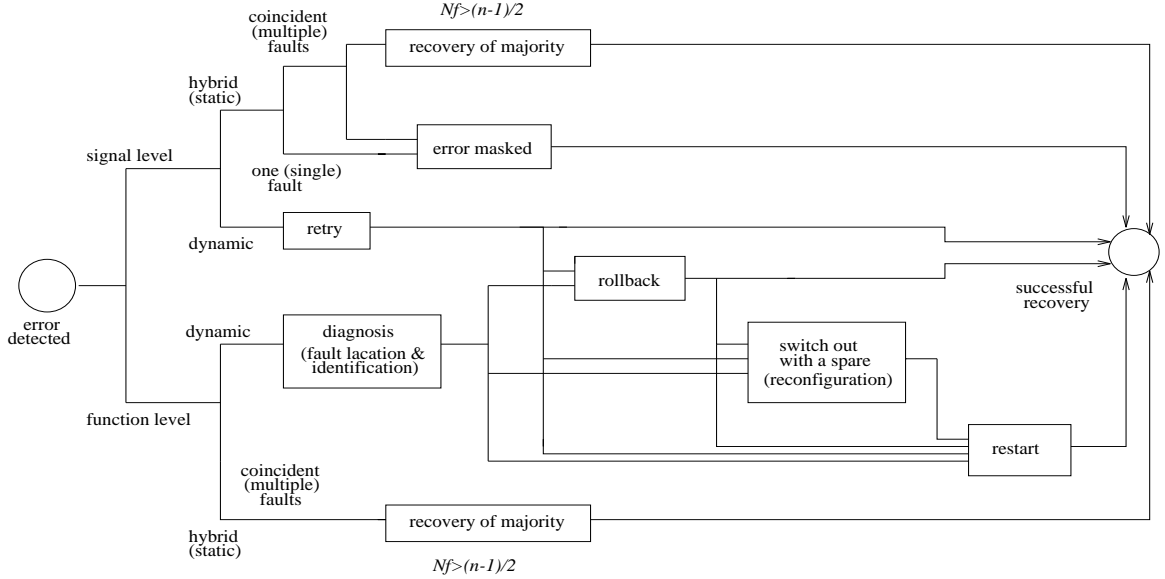 Nf>(n-1)/2
coincident
(multiple)
faults
recovery of majority
hybrid
(static)
error masked
signal level
one (single)
fault
retry
dynamic
rollback
successful
recovery
error
detected
dynamic
diagnosis
(fault lacation &
identification)
switch out
with a spare
(reconfiguration)
function level
restart
coincident
(multiple)
faults
recovery of majority
hybrid
(static)
Nf>(n-1)/2